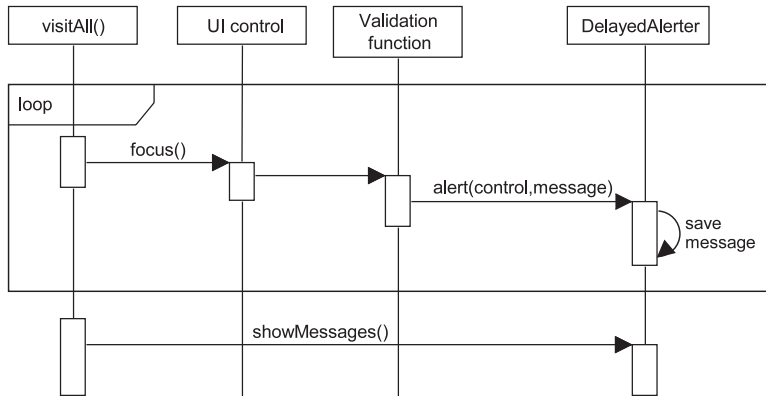 visitAll()
UI control
Validation
function
DelayedAlerter
loop
focus()
alert(control,message)
save
message
showMessages()